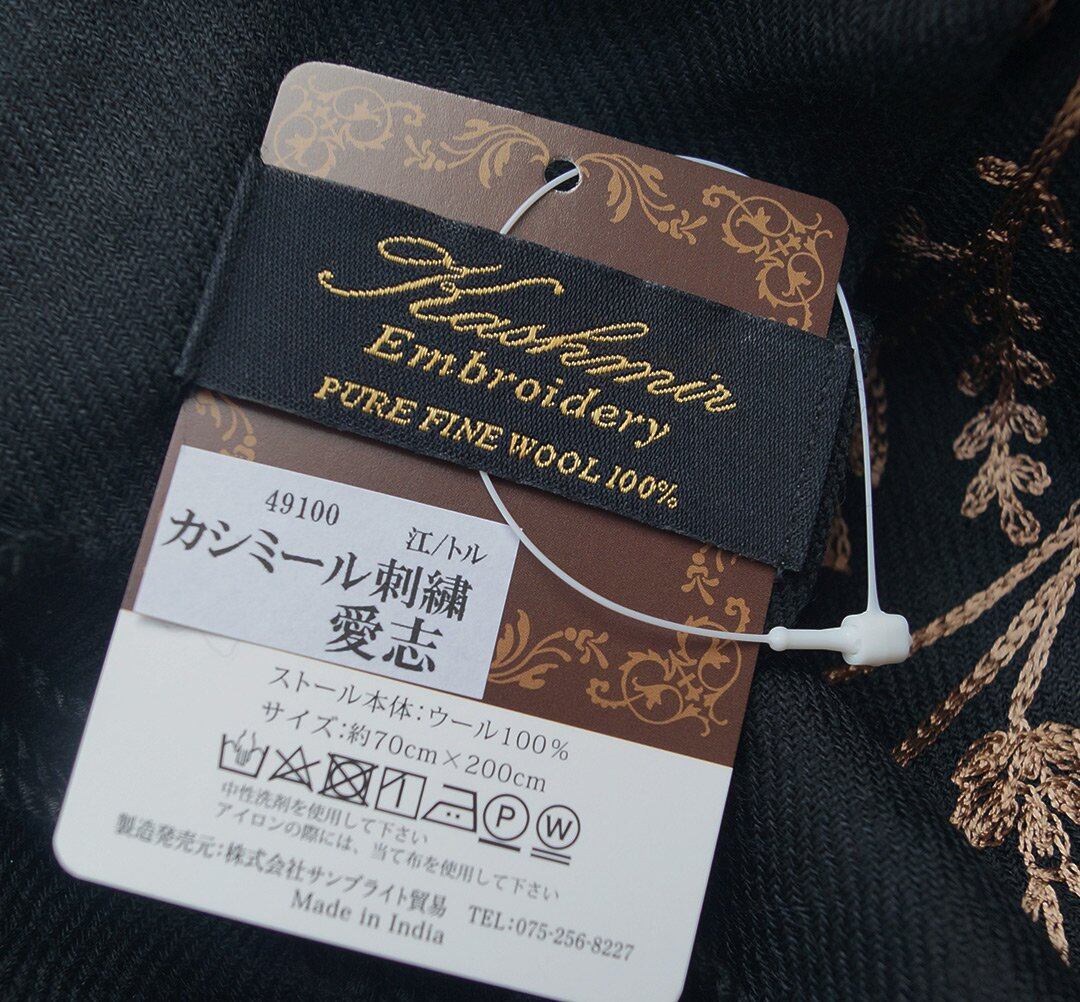 Kashmir
Embroidery
PURE FINE WOOL 100%
49100
江/トル
カシミール刺繍
愛志
ストール本体：ウール100％
サイズ：約70cm×200cm
P W
中性洗剤を使用して下さい
アイロンの際には、当て布を使用して下さい
製造発売元：株式会社サンブライト貿易 TEL：075-256-8227
Made in India